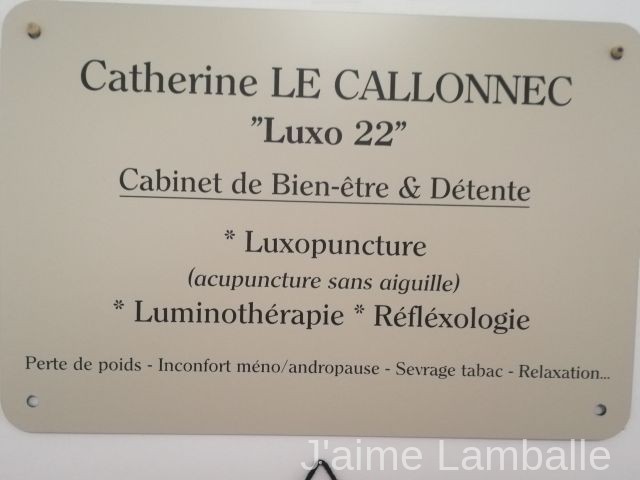 Catherine LE CALLONNEC
"Luxo 22"
Cabinet de Bien-être & Détente
* Luxopuncture
(acupuncture sans aiguille)
* Luminothérapie * Réfléxologie
Perte de poids - Inconfort méno/andropause - Sevrage tabac - Relaxation...
J'aime Lamballe